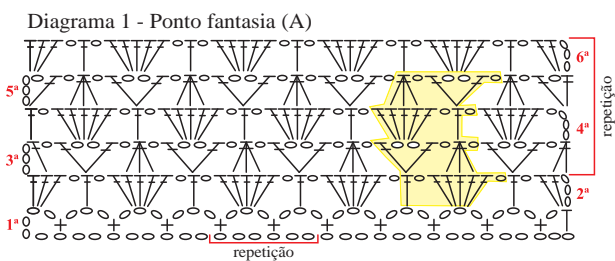 Diagrama 1 - Ponto fantasia (A)
6ª
5ª
4ª
repetição
3ª
2ª
1ª
repetição